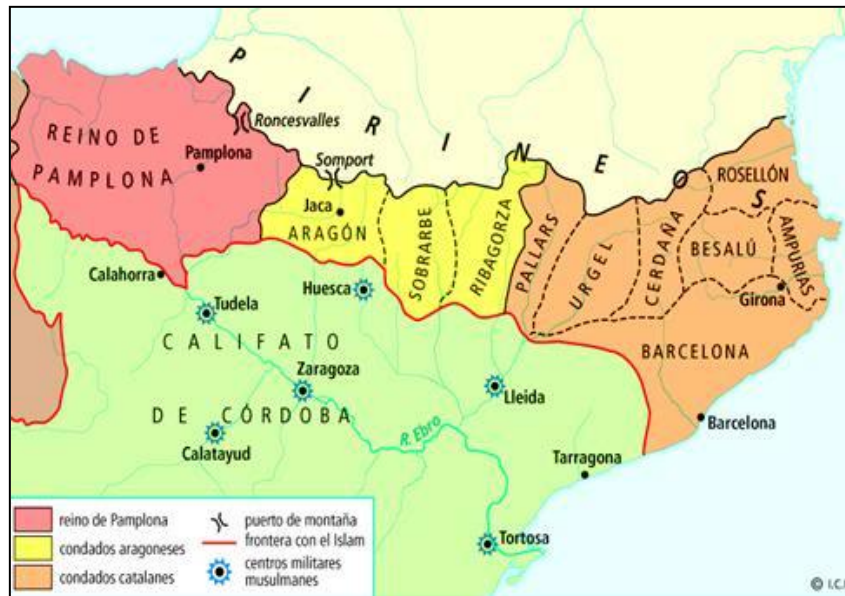 PIRINEOS
REINO DE
PAMPLONA
Pamplona
Roncesvalles
Somport
Jaca
ARAGÓN
SOBRARBE
RIBAGORZA
PALLARS
URGEL
CERDAÑA
ROSELLÓN
BESALÚ
AMPURIAS
Girona
BARCELONA
Barcelona
Calahorra
Tudela
Huesca
CALIFATO
Zaragoza
DE CÓRDOBA
Calatayud
Lleida
R. Ebro
Tarragona
Tortosa
reino de Pamplona
condados aragoneses
condados catalanes
puerto de montaña
frontera con el Islam
centros militares
musulmanes